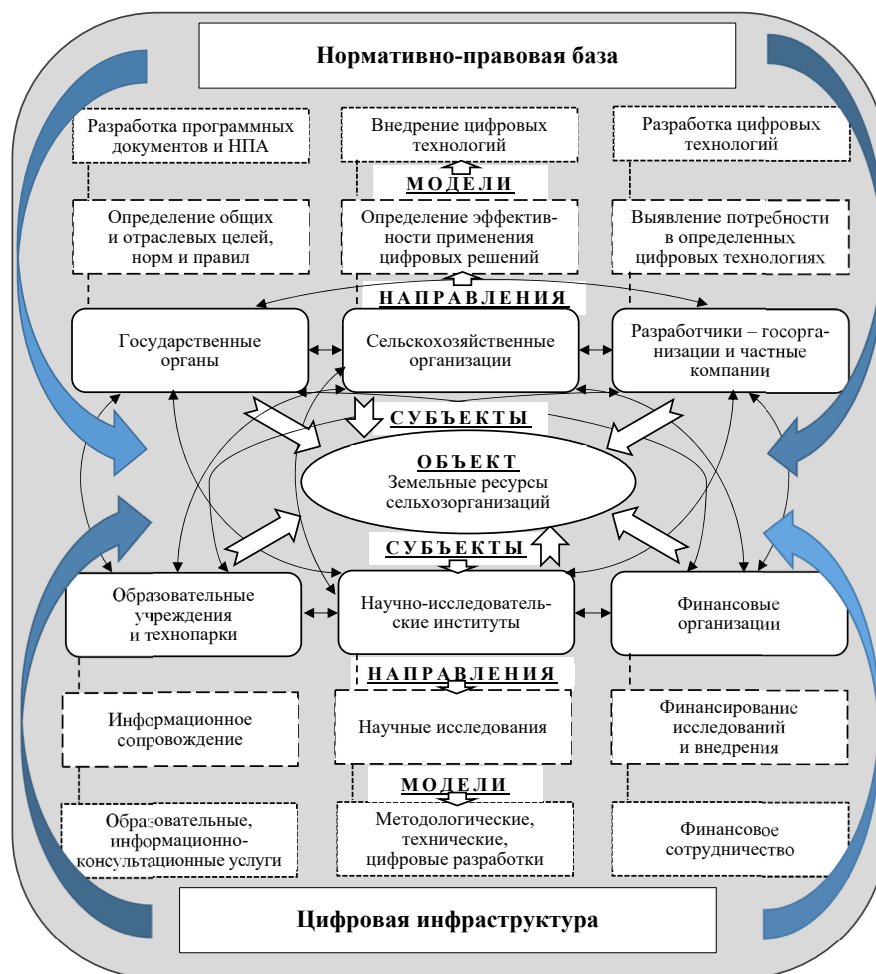 Нормативно-правовая база
Разработка программных
документов и НПА
Внедрение цифровых
технологий
Разработка цифровых
технологий
МОДЕЛИ
Определение общих
и отраслевых целей,
норм и правил
Определение эффектив-
ности применения
цифровых решений
Выявление потребности
в определенных
цифровых технологиях
НАПРАВЛЕНИЯ
Государственные
органы
Сельскохозяйственные
организации
Разработчики – госорга-
низации и частные
компании
СУБЪЕКТЫ
ОБЪЕКТ
Земельные ресурсы
сельхозорганизаций
СУБЪЕКТЫ
Образовательные
учреждения
и технопарки
Научно-исследователь-
ские институты
Финансовые
организации
НАПРАВЛЕНИЯ
Информационное
сопровождение
Научные исследования
Финансирование
исследований
и внедрения
МОДЕЛИ
Образовательные,
информационно-
консультационные услуги
Методологические,
технические,
цифровые разработки
Финансовое
сотрудничество
Цифровая инфраструктура